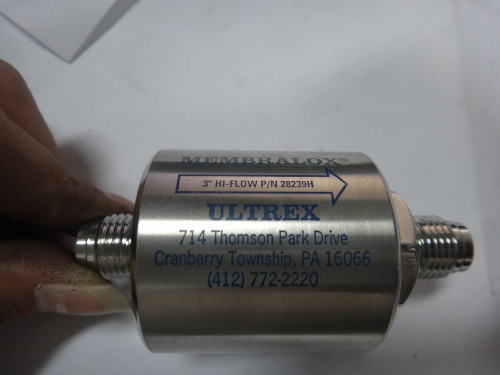 MEMBRALOX®
3" HI-FLOW P/N 28239H
ULTREX
714 Thomson Park Drive
Cranberry Township, PA 16066
(412) 772-2220